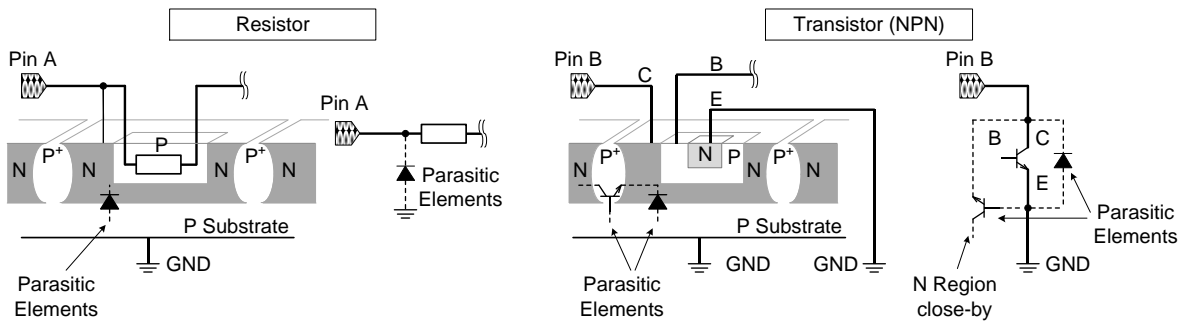 Resistor
Pin A
N
P+
N
P
N
P+
N
P Substrate
GND
Parasitic
Elements
Pin A
Parasitic
Elements
Transistor (NPN)
Pin B
C
B
E
N
P+
N
N
P
P+
N
N
P Substrate
GND
GND
Parasitic
Elements
Pin B
B
C
E
Parasitic
Elements
N Region
close-by